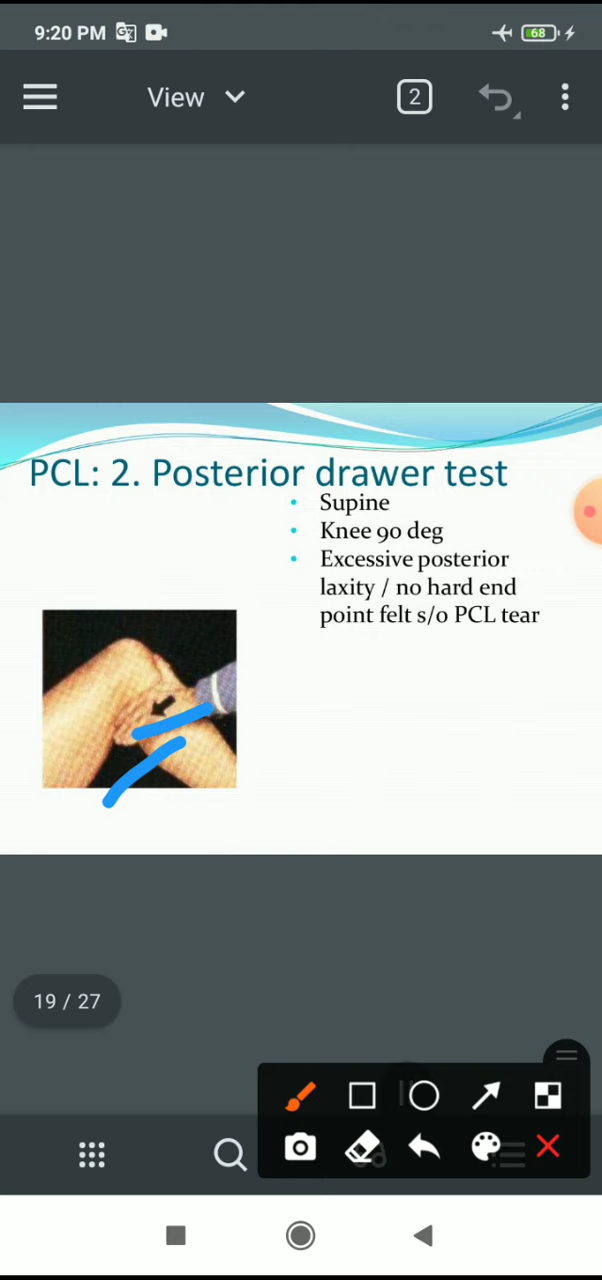 9:20 PM
68
View
2
PCL: 2. Posterior drawer test
• Supine
• Knee 90 deg
• Excessive posterior
laxity / no hard end
point felt s/o PCL tear
19 / 27